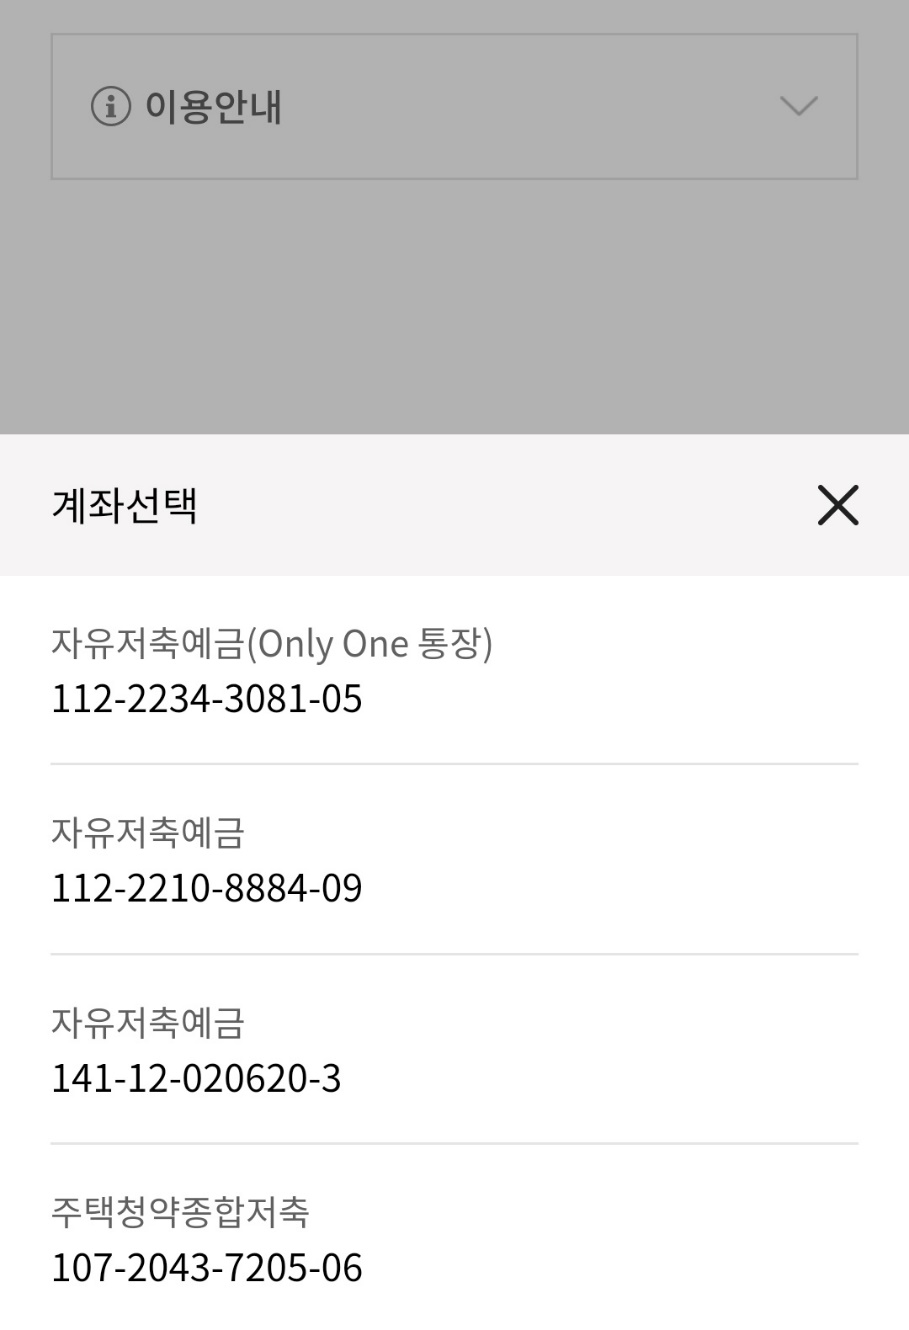 이용안내
계좌선택
자유저축예금(Only One 통장)
112-2234-3081-05
자유저축예금
112-2210-8884-09
자유저축예금
141-12-020620-3
주택청약종합저축
107-2043-7205-06